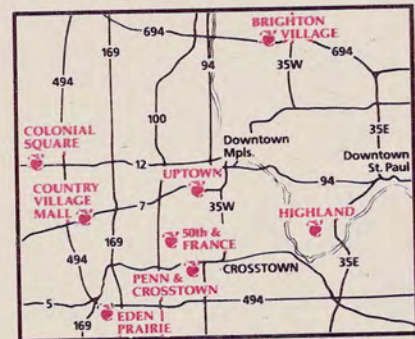 BRIGHTON
VILLAGE
694
169
494
694
94
35W
100
35E
COLONIAL
SQUARE
Downtown
Mpls.
Downtown
St. Paul
12
UPTOWN
COUNTRY
VILLAGE
MALL
7
94
35W
HIGHLAND
169
50th &
FRANCE
494
PENN &
CROSSTOWN
CROSSTOWN
35E
5
494
EDEN
PRAIRIE
169